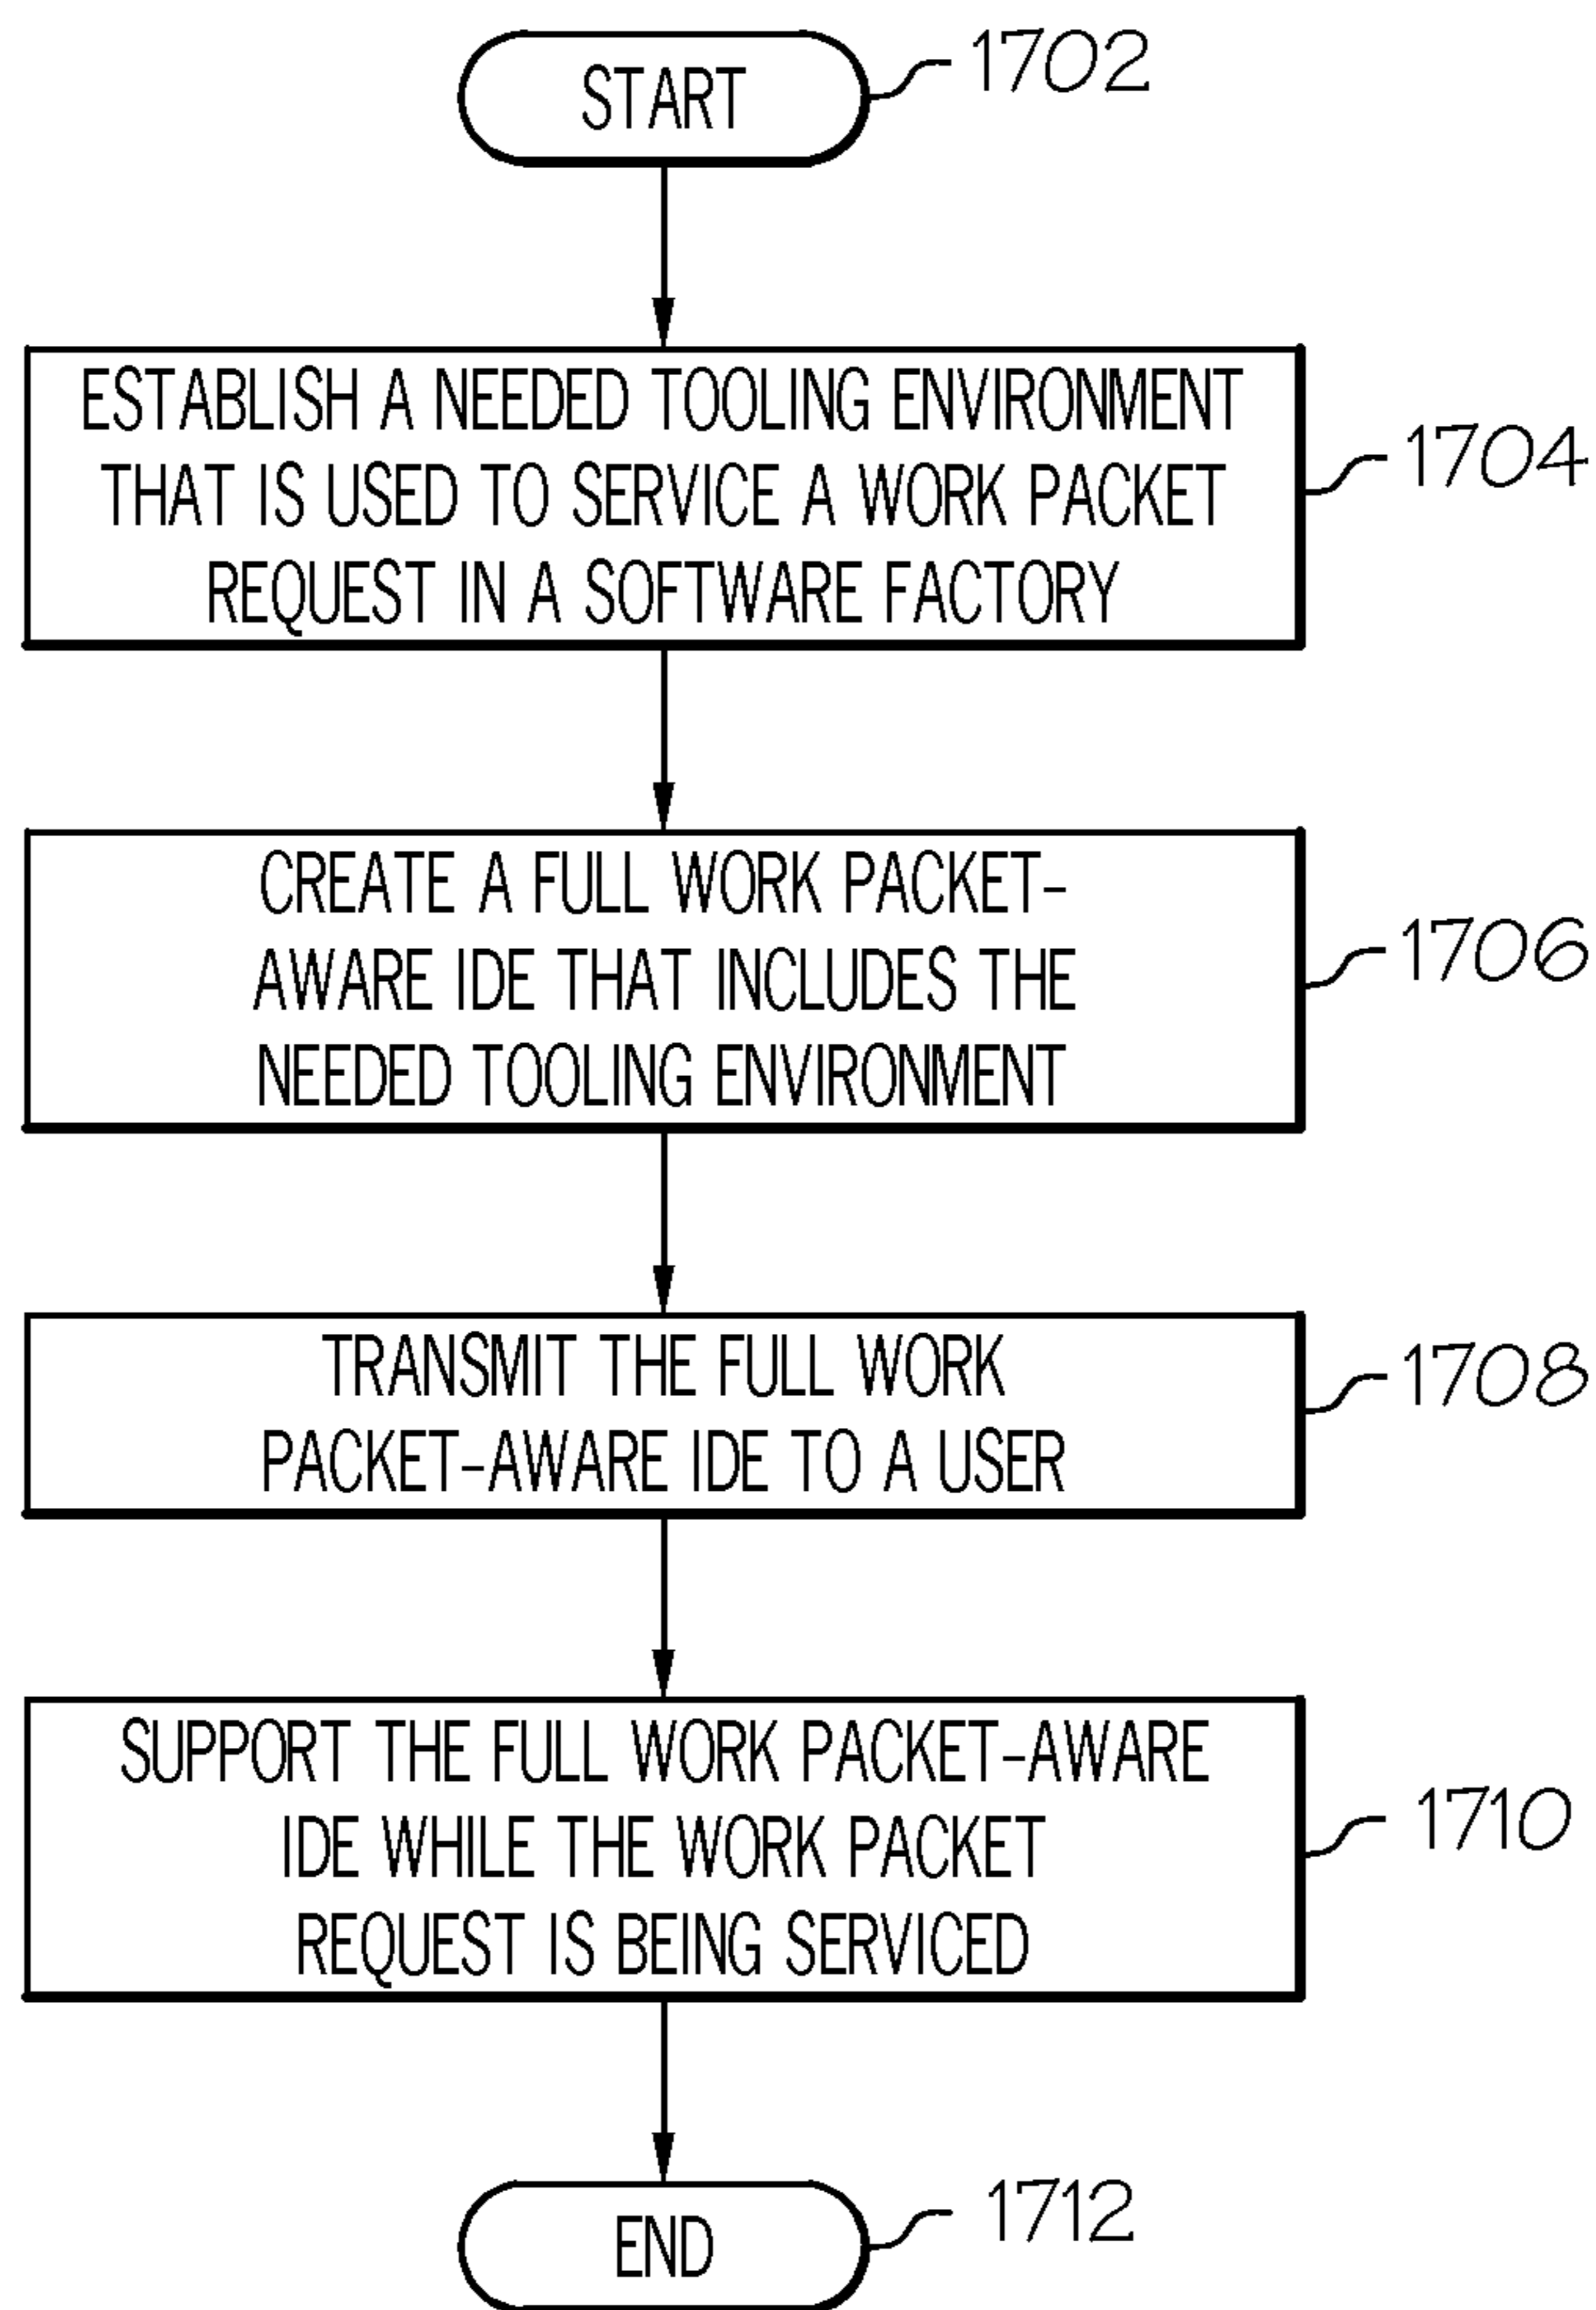 START
1702
ESTABLISH A NEEDED TOOLING ENVIRONMENT
THAT IS USED TO SERVICE A WORK PACKET
REQUEST IN A SOFTWARE FACTORY
1704
CREATE A FULL WORK PACKET-
AWARE IDE THAT INCLUDES THE
NEEDED TOOLING ENVIRONMENT
1706
TRANSMIT THE FULL WORK
PACKET-AWARE IDE TO A USER
1708
SUPPORT THE FULL WORK PACKET-AWARE
IDE WHILE THE WORK PACKET
REQUEST IS BEING SERVICED
1710
END
1712